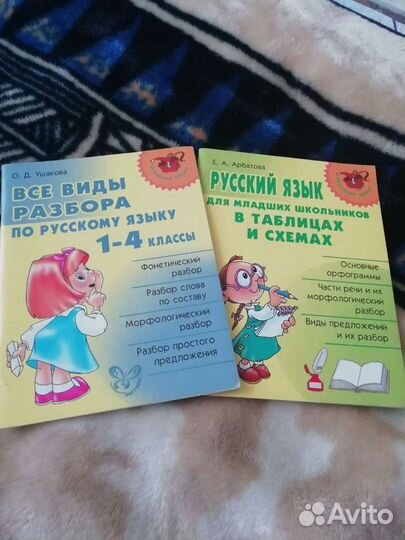 О. Д. Ушакова
ВСЕ ВИДЫ
РАЗБОРА
ПО РУССКОМУ ЯЗЫКУ
1-4 КЛАССЫ
Фонетический
разбор
Разбор слова
по составу
Морфологический
разбор
Разбор простого
предложения
Е. А. Арбатова
РУССКИЙ ЯЗЫК
ДЛЯ МЛАДШИХ ШКОЛЬНИКОВ
В ТАБЛИЦАХ
И СХЕМАХ
Основные
орфограммы
Части речи и их
морфологический
разбор
Виды предложений
и их разбор
Avito